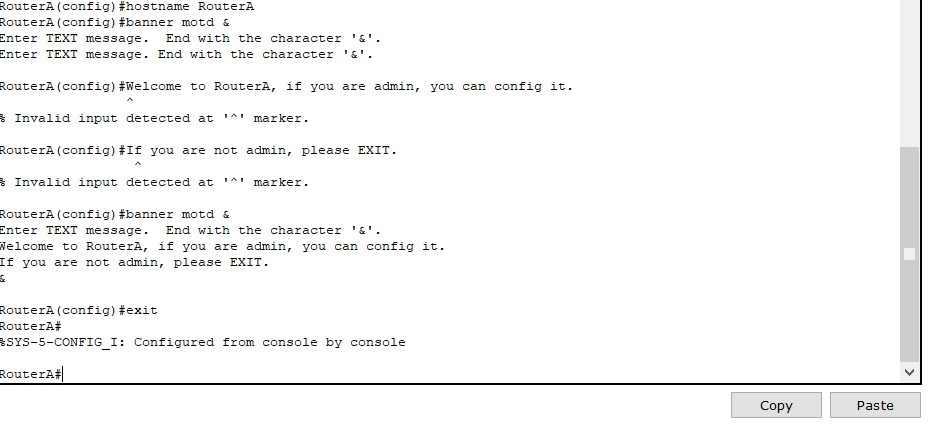 RouterA(config)#hostname RouterA
RouterA(config)#banner motd &
Enter TEXT message.  End with the character '&'.
Enter TEXT message. End with the character '&'.
RouterA(config)#Welcome to RouterA, if you are admin, you can config it.
^
% Invalid input detected at '^' marker.
RouterA(config)#If you are not admin, please EXIT.
^
% Invalid input detected at '^' marker.
RouterA(config)#banner motd &
Enter TEXT message.  End with the character '&'.
Welcome to RouterA, if you are admin, you can config it.
If you are not admin, please EXIT.
&
RouterA(config)#exit
RouterA#
%SYS-5-CONFIG_I: Configured from console by console
RouterA#
Copy
Paste